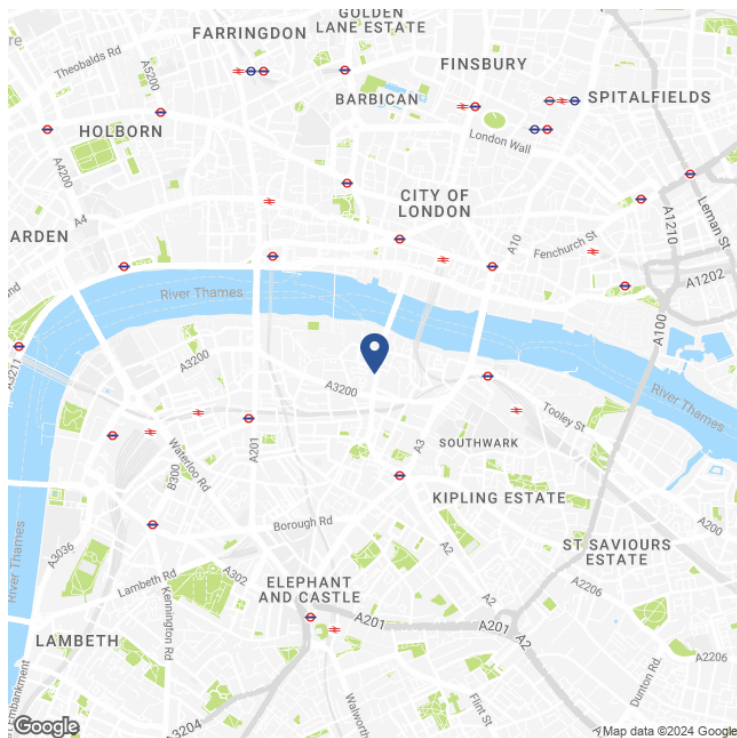 GOLDEN
LANE ESTATE
FARRINGDON
Theobalds Rd
A5200
FINSBURY
BARBICAN
SPITALFIELDS
HOLBORN
London Wall
A4200
CITY OF
LONDON
A4
ARDEN
A10
Fenchurch St
A1210
Leman St
A1202
River Thames
A100
A3200
A3211
A3200
River Thames
Tooley St
A201
A3
SOUTHWARK
Waterloo Rd
B300
KIPLING ESTATE
Borough Rd
A200
A3036
A2
ST SAVIOURS
ESTATE
River Thames
Lambeth Rd
A302
ELEPHANT
AND CASTLE
A2206
Kennington Rd
A2
A201
A201
A2
LAMBETH
A2206
Dunton Rd.
Embankment
Flint St
Walworth
A3204
Google
Map data ©2024 Google